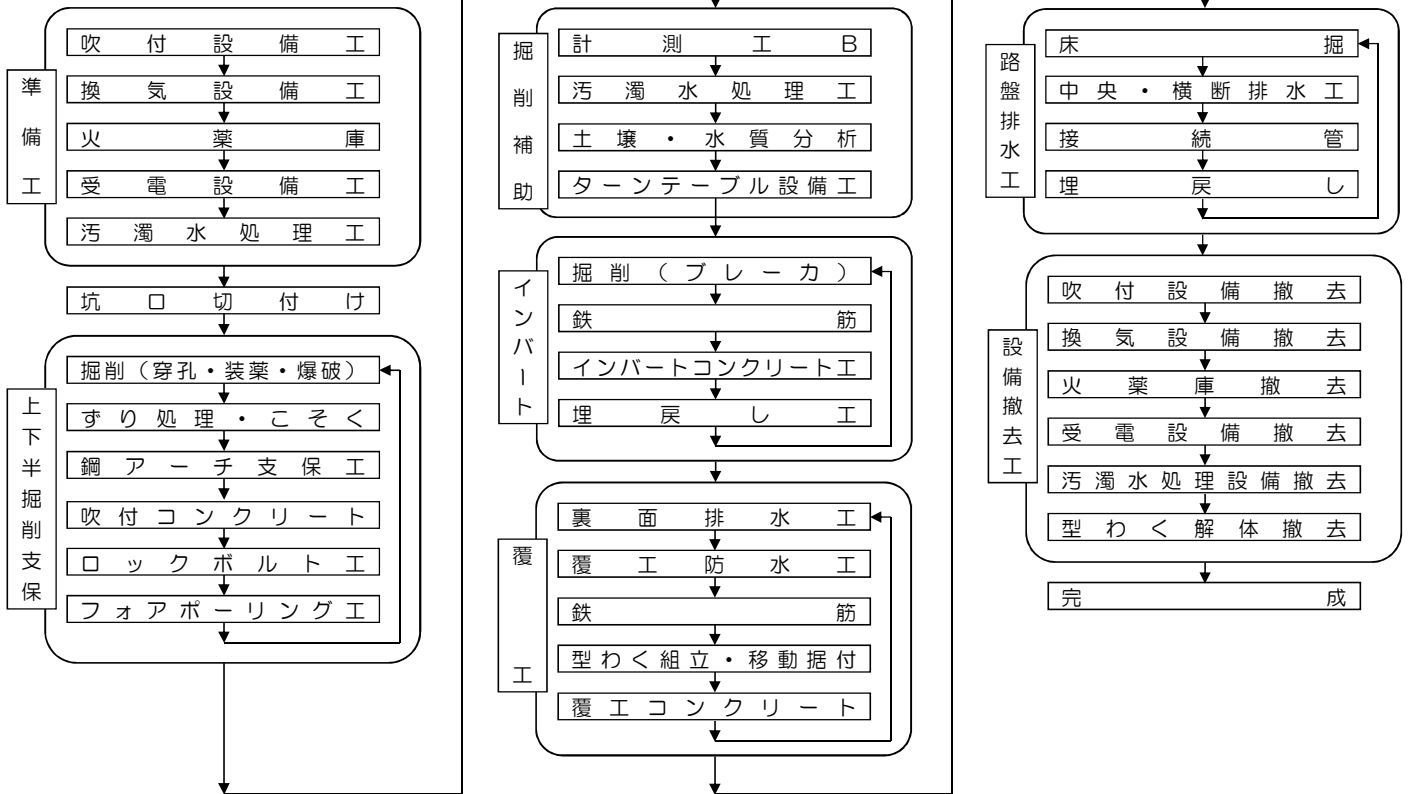 準備工
吹付設備工
換気設備工
火薬庫
受電設備工
汚濁水処理工
坑口切付け
上下半掘削支保
掘削（穿孔・装薬・爆破）
ずり処理・こそく
鋼アーチ支保工
吹付コンクリート
ロックボルト工
フォアポーリング工
掘削補助
計測工B
汚濁水処理工
土壌・水質分析
ターンテーブル設備工
インバート
掘削（ブレーカ）
鉄筋
インバートコンクリート工
埋戻し工
覆工
裏面排水工
覆工防水工
鉄筋
型わく組立・移動据付
覆工コンクリート
路盤排水工
床掘
中央・横断排水工
接続管
埋戻し
設備撤去工
吹付設備撤去
換気設備撤去
火薬庫撤去
受電設備撤去
汚濁水処理設備撤去
型わく解体撤去
完成